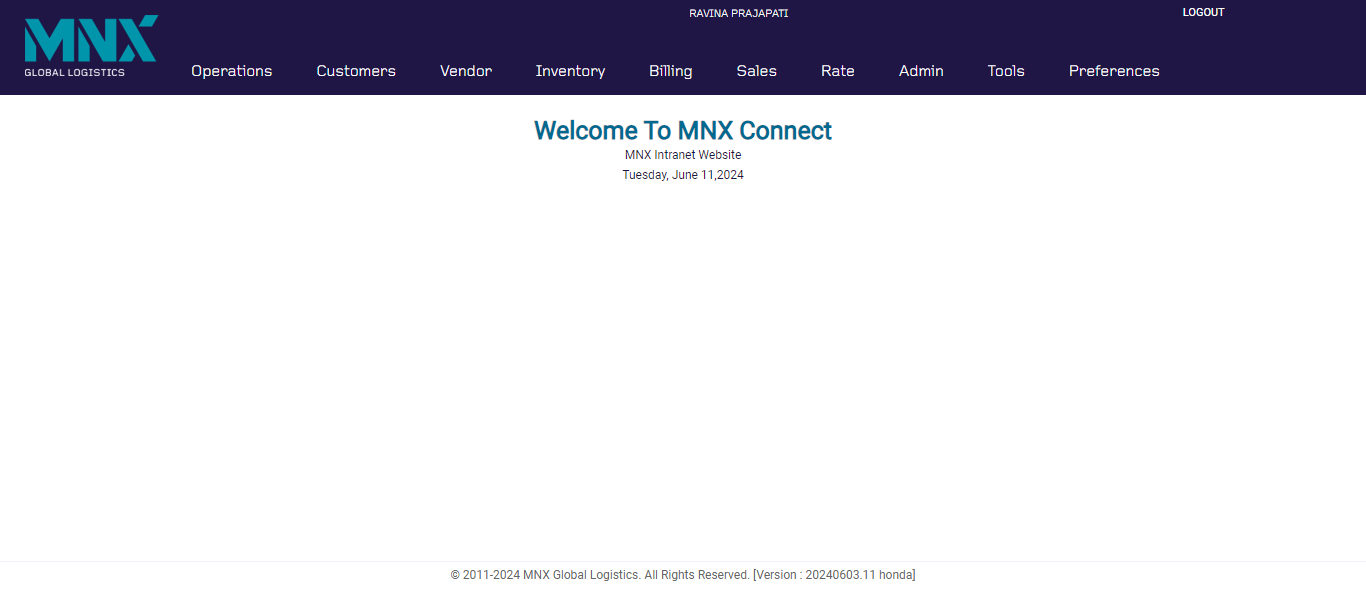 RAVINA PRAJAPATI
LOGOUT
MNX
GLOBAL LOGISTICS
Operations Customers Vendor Inventory Billing Sales Rate Admin Tools Preferences
Welcome To MNX Connect
MNX Intranet Website
Tuesday, June 11,2024
© 2011-2024 MNX Global Logistics. All Rights Reserved. [Version : 20240603.11 honda]